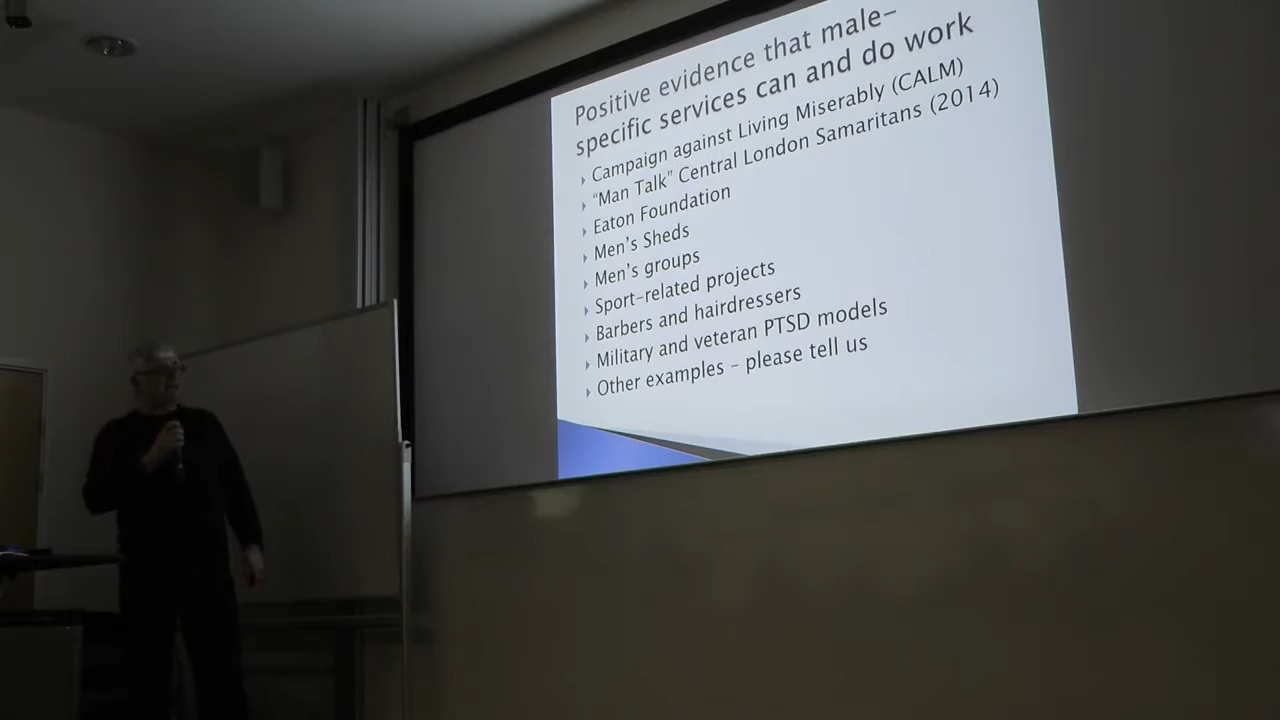 Positive evidence that male-
specific services can and do work
Campaign against Living Miserably (CALM)
"Man Talk" Central London Samaritans (2014)
Eaton Foundation
Men's Sheds
Men's groups
Sport-related projects
Barbers and hairdressers
Military and veteran PTSD models
Other examples - please tell us